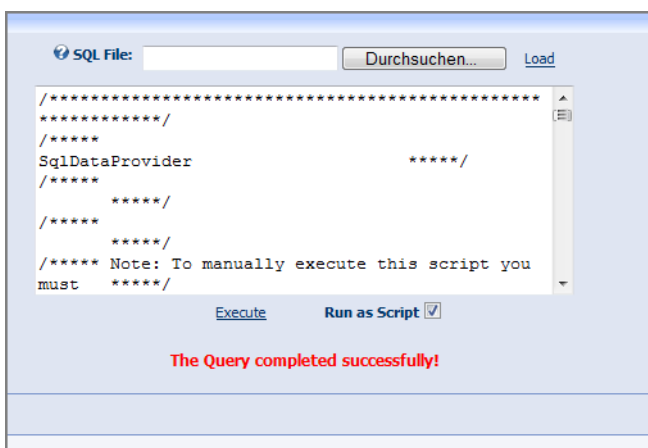 SQL File: Durchsuchen... Load
/************************************************
************/
/*****
SqlDataProvider *****/
/*****
*****/
/*****
*****/
/***** Note: To manually execute this script you
must *****/
Execute Run as Script
The Query completed successfully!